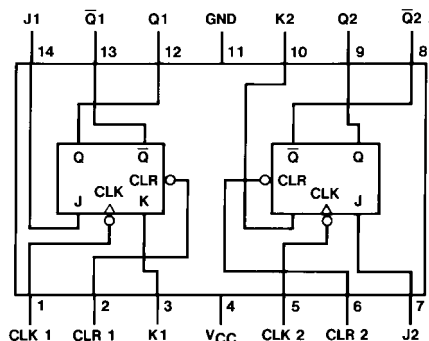 J1 Q̅1 Q1 GND K2 Q2 Q̅2
14 13 12 11 10 9 8
Q Q̅ Q̅ Q
CLR CLR
CLK CLK
J K J
1 2 3 4 5 6 7
CLK 1 CLR 1 K1 VCC CLK 2 CLR 2 J2